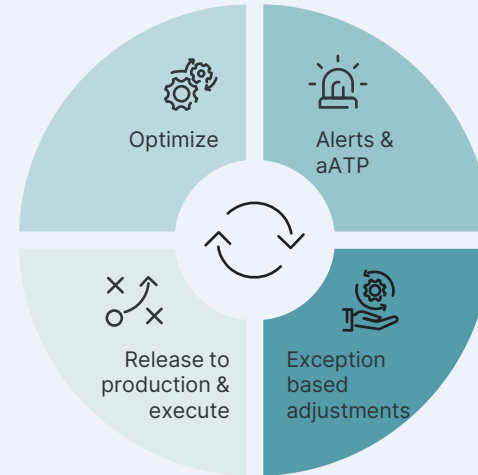 Optimize
Alerts &
aATP
Release to
production &
execute
Exception
based
adjustments